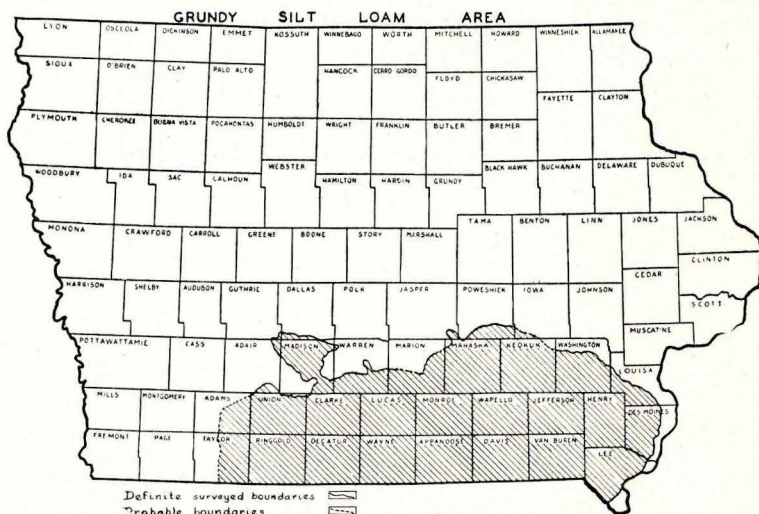 GRUNDY SILT LOAM AREA
LYON OSCEOLA DICKINSON EMMET KOSSUTH WINNEBAGO WORTH MITCHELL HOWARD WINNESHIEK ALLAMAKEE
SIOUX O'BRIEN CLAY PALO ALTO HANCOCK CERRO GORDO FLOYD CHICKASAW
FAYETTE CLAYTON
PLYMOUTH CHEROKEE BUENA VISTA POCAHONTAS HUMBOLDT WRIGHT FRANKLIN BUTLER BREMER
WOODBURY IDA SAC CALHOUN WEBSTER HAMILTON HARDIN GRUNDY BLACK HAWK BUCHANAN DELAWARE DUBUQUE
MONONA CRAWFORD CARROLL GREENE BOONE STORY MARSHALL TAMA BENTON LINN JONES JACKSON
CEDAR CLINTON
HARRISON SHELBY AUDUBON GUTHRIE DALLAS POLK JASPER POWESHIEK IOWA JOHNSON SCOTT
MUSCATINE
POTTAWATTAMIE CASS ADAIR MADISON WARREN MARION MAHASKA KEOKUK WASHINGTON
LOUISA
MILLS MONTGOMERY ADAMS UNION CLARKE LUCAS MONROE WAPELLO JEFFERSON HENRY DES MOINES
FREMONT PAGE TAYLOR RINGGOLD DECATUR WAYNE APPANOOSE DAVIS VAN BUREN LEE
Definite surveyed boundaries
Probable boundaries